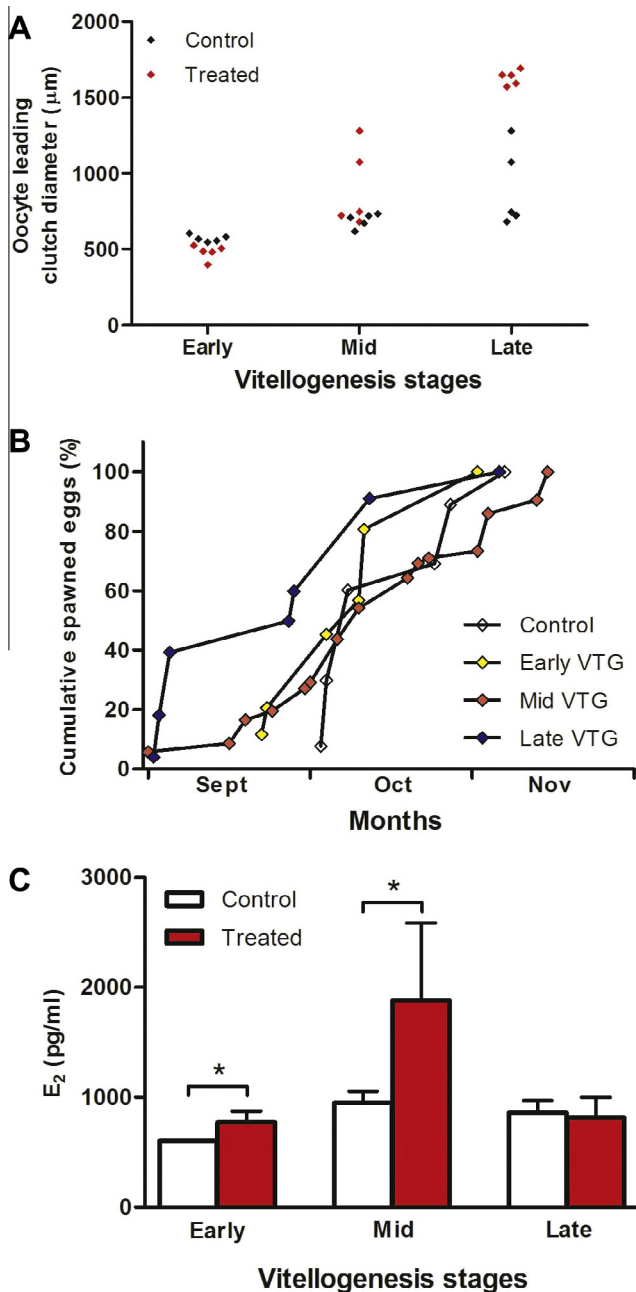 A
2000
1500
1000
500
0
Oocyte leading
clutch diameter (μm)
Control
Treated
Early Mid Late
Vitellogenesis stages
B
100
80
60
40
20
0
Cumulative spawned eggs (%)
Control
Early VTG
Mid VTG
Late VTG
Sept Oct Nov
Months
C
3000
2000
1000
0
E₂ (pg/ml)
Control
Treated
*
*
Early Mid Late
Vitellogenesis stages